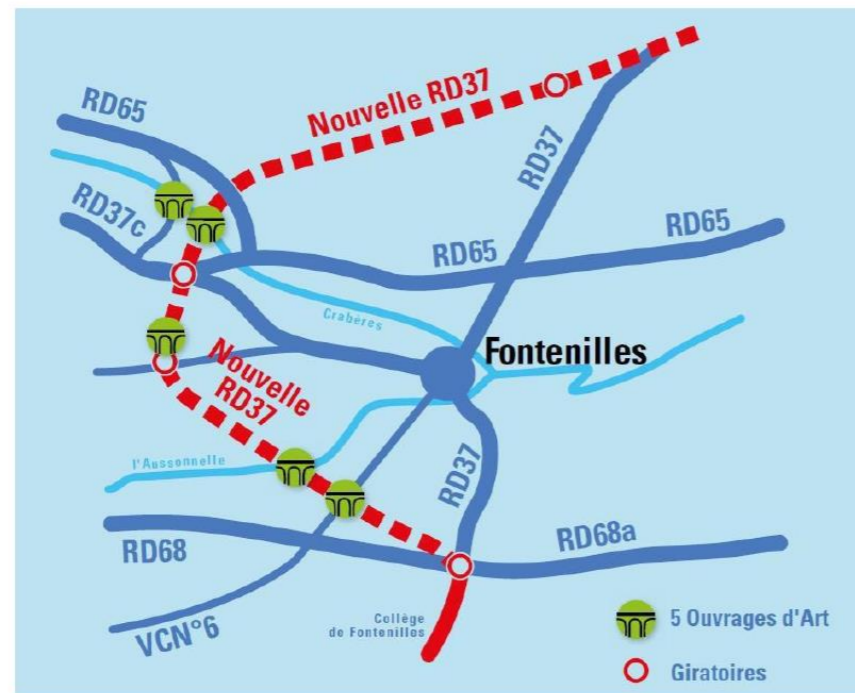 Nouvelle RD37
RD65
RD37
RD37c
RD65
RD65
Crabères
Fontenilles
Nouvelle
RD37
l'Aussonnelle
RD37
RD68
RD68a
Collège
de Fontenilles
VCN°6
5 Ouvrages d'Art
Giratoires